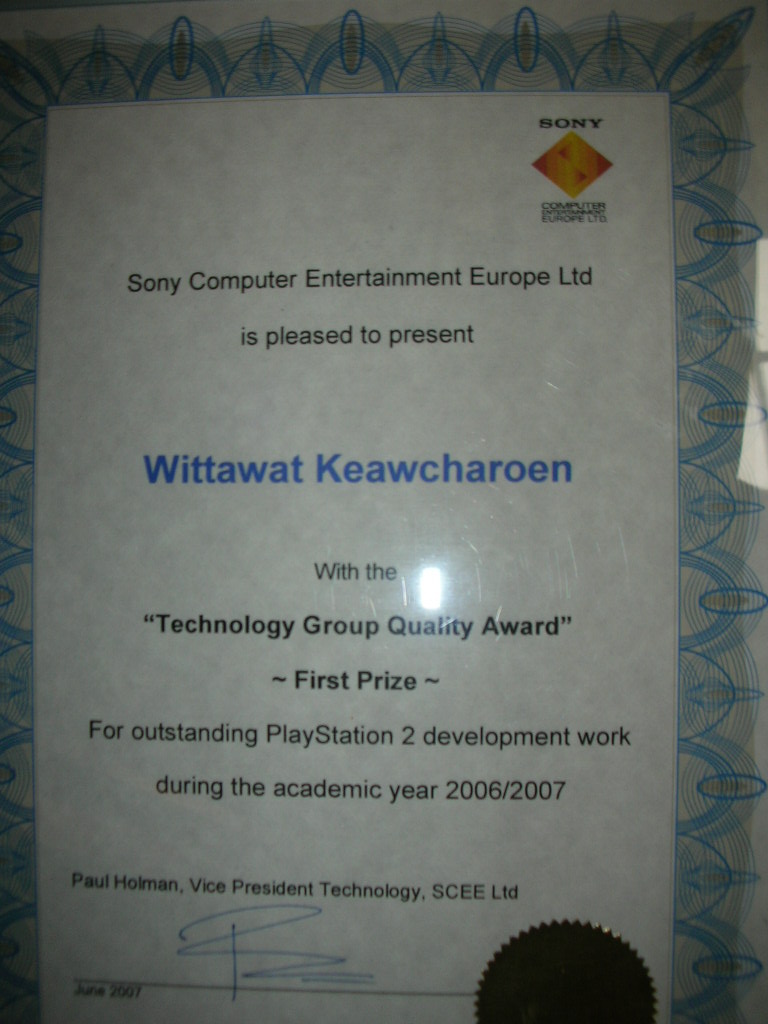 SONY
COMPUTER
ENTERTAINMENT
EUROPE LTD.
Sony Computer Entertainment Europe Ltd
is pleased to present
Wittawat Keawcharoen
With the
“Technology Group Quality Award”
~ First Prize ~
For outstanding PlayStation 2 development work
during the academic year 2006/2007
Paul Holman, Vice President Technology, SCEE Ltd
June 2007